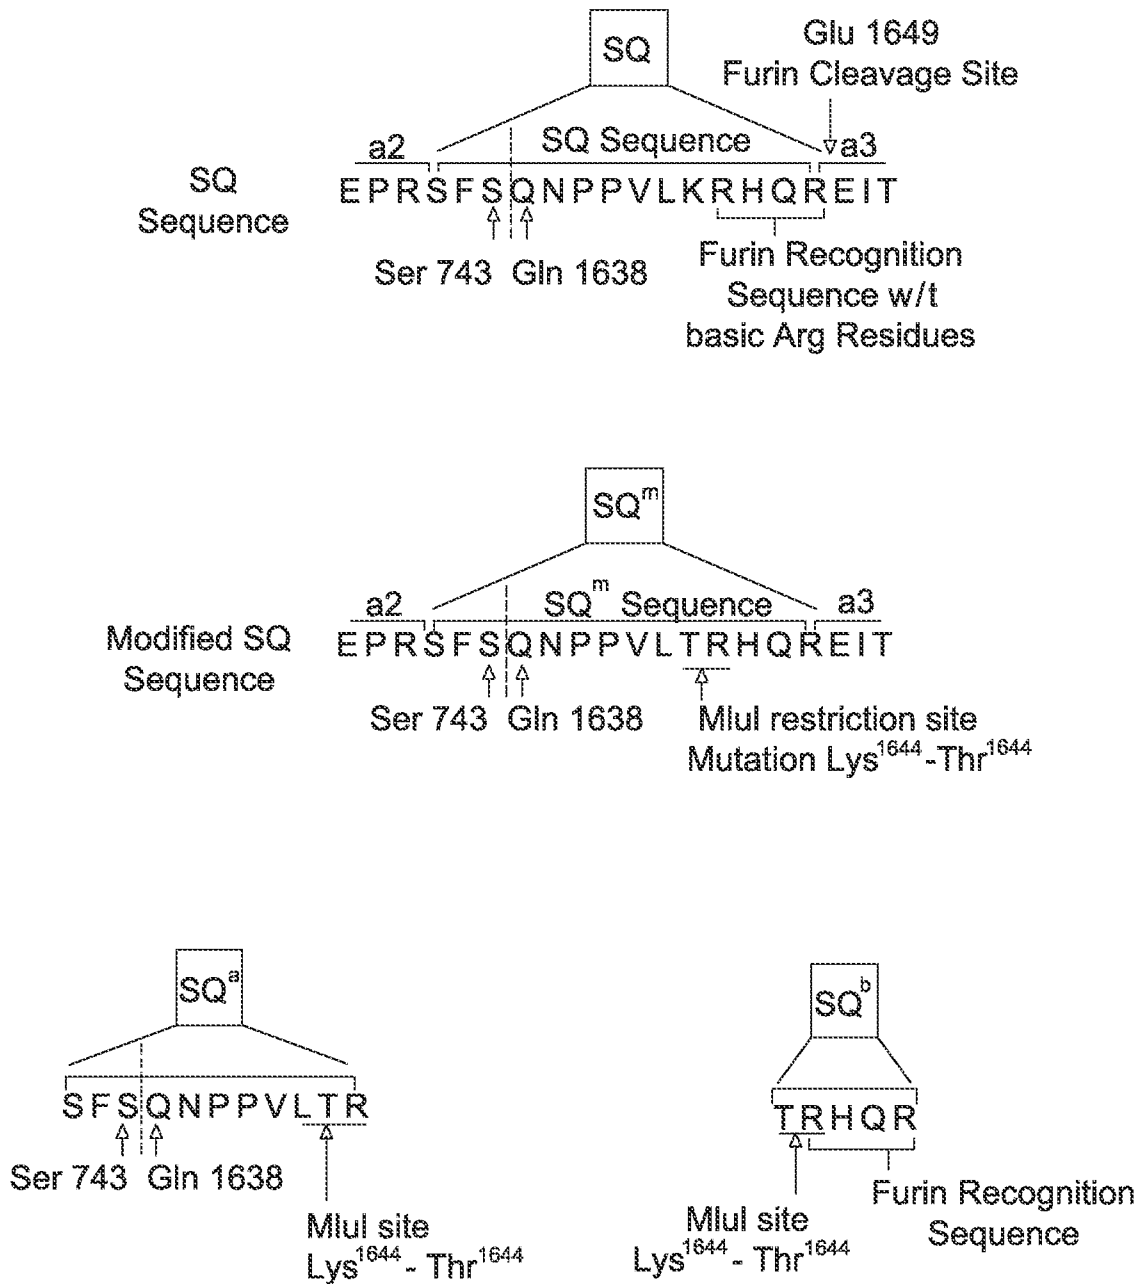 SQ
Glu 1649
Furin Cleavage Site
a2 SQ Sequence a3
SQ
Sequence
EPRSFSQNPPVLKRHQREIT
Ser 743 Gln 1638
Furin Recognition
Sequence w/t
basic Arg Residues
SQᵐ
a2 SQᵐ Sequence a3
Modified SQ
Sequence
EPRSFSQNPPVLTRHQREIT
Ser 743 Gln 1638
MluI restriction site
Mutation Lys¹⁶⁴⁴-Thr¹⁶⁴⁴
SQᵃ
SFSQNPPVLTR
Ser 743 Gln 1638
MluI site
Lys¹⁶⁴⁴- Thr¹⁶⁴⁴
SQᵇ
TRHQR
Furin Recognition
Sequence
MluI site
Lys¹⁶⁴⁴- Thr¹⁶⁴⁴